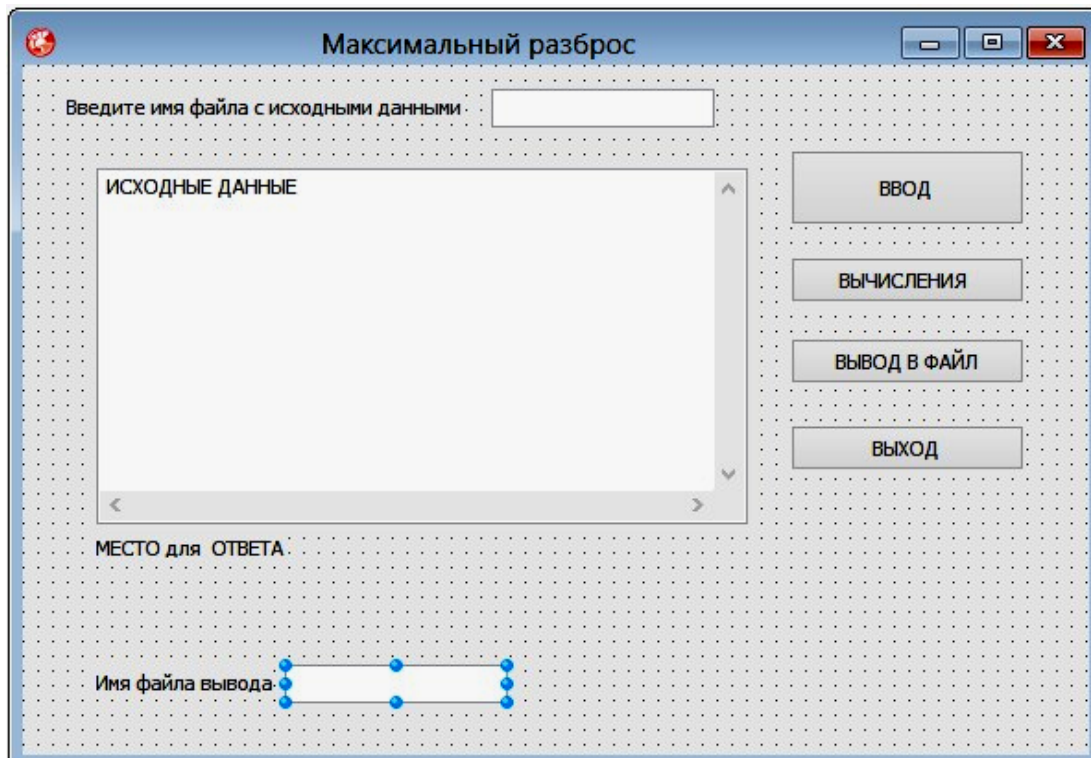 Максимальный разброс
Введите имя файла с исходными данными
ИСХОДНЫЕ ДАННЫЕ
ВВОД
ВЫЧИСЛЕНИЯ
ВЫВОД В ФАЙЛ
ВЫХОД
МЕСТО для ОТВЕТА
Имя файла вывода